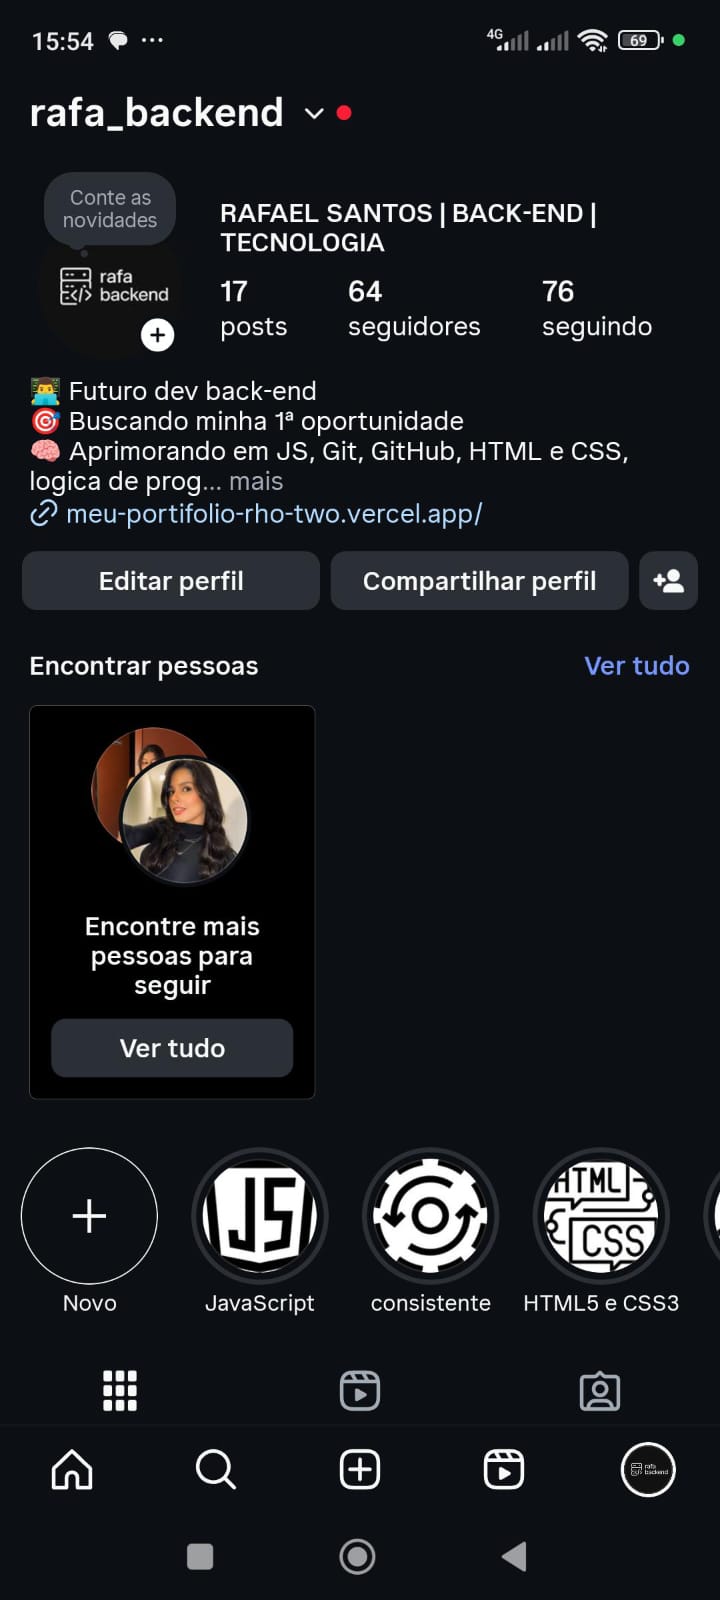 15:54
4G
69
rafa_backend
Conte as
novidades
rafa
backend
RAFAEL SANTOS | BACK-END |
TECNOLOGIA
17
64
76
posts
seguidores
seguindo
👨‍💻 Futuro dev back-end
🎯 Buscando minha 1ª oportunidade
🧠 Aprimorando em JS, Git, GitHub, HTML e CSS,
logica de prog... mais
meu-portifolio-rho-two.vercel.app/
Editar perfil
Compartilhar perfil
Encontrar pessoas
Ver tudo
Encontre mais
pessoas para
seguir
Ver tudo
JS
HTML
CSS
Novo
JavaScript
consistente
HTML5 e CSS3
rafa
backend